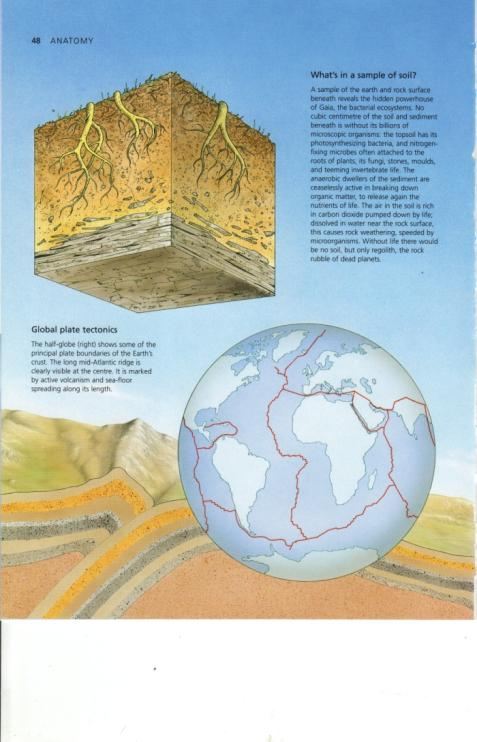 48 ANATOMY
What's in a sample of soil?
A sample of the earth and rock surface
beneath reveals the hidden powerhouse
of Gaia, the bacterial ecosystems. No
cubic centimetre of the soil and sediment
beneath is without its billions of
microscopic organisms: the topsoil has its
photosynthesizing bacteria, and nitrogen-
fixing microbes often attached to the
roots of plants, its fungi, stones, moulds,
and teeming invertebrate life. The
anaerobic dwellers of the sediment are
ceaselessly active in breaking down
organic matter, to release again the
nutrients of life. The air in the soil is rich
in carbon dioxide pumped down by life;
dissolved in water near the rock surface,
this causes rock weathering, speeded by
microorganisms. Without life there would
be no soil, but only regolith, the rock
rubble of dead planets.
Global plate tectonics
The half-globe (right) shows some of the
principal plate boundaries of the Earth's
crust. The long mid-Atlantic ridge is
clearly visible at the centre. It is marked
by active volcanism and sea-floor
spreading along its length.